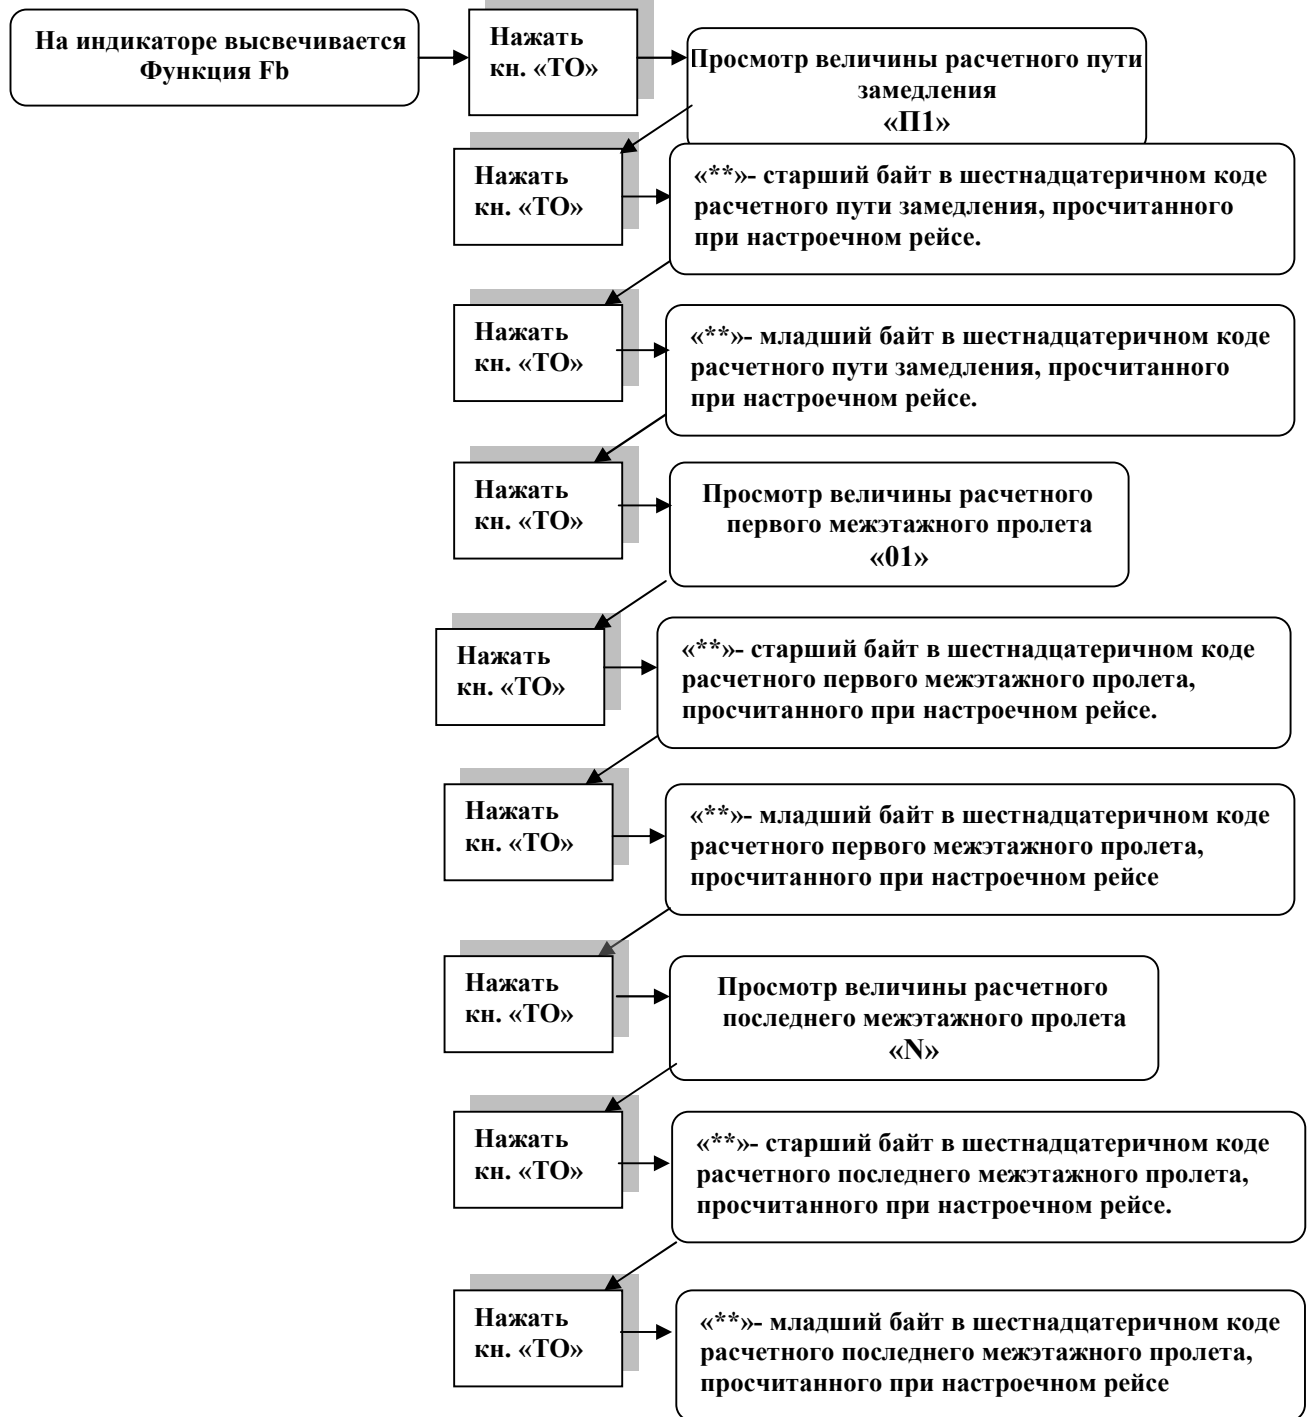 На индикаторе высвечивается
Функция Fb
Нажать
кн. «ТО»
Просмотр величины расчетного пути
замедления
«П1»
Нажать
кн. «ТО»
«**»- старший байт в шестнадцатеричном коде
расчетного пути замедления, просчитанного
при настроечном рейсе.
Нажать
кн. «ТО»
«**»- младший байт в шестнадцатеричном коде
расчетного пути замедления, просчитанного
при настроечном рейсе.
Нажать
кн. «ТО»
Просмотр величины расчетного
первого межэтажного пролета
«01»
Нажать
кн. «ТО»
«**»- старший байт в шестнадцатеричном коде
расчетного первого межэтажного пролета,
просчитанного при настроечном рейсе.
Нажать
кн. «ТО»
«**»- младший байт в шестнадцатеричном коде
расчетного первого межэтажного пролета,
просчитанного при настроечном рейсе
Нажать
кн. «ТО»
Просмотр величины расчетного
последнего межэтажного пролета
«N»
Нажать
кн. «ТО»
«**»- старший байт в шестнадцатеричном коде
расчетного последнего межэтажного пролета,
просчитанного при настроечном рейсе.
Нажать
кн. «ТО»
«**»- младший байт в шестнадцатеричном коде
расчетного последнего межэтажного пролета,
просчитанного при настроечном рейсе